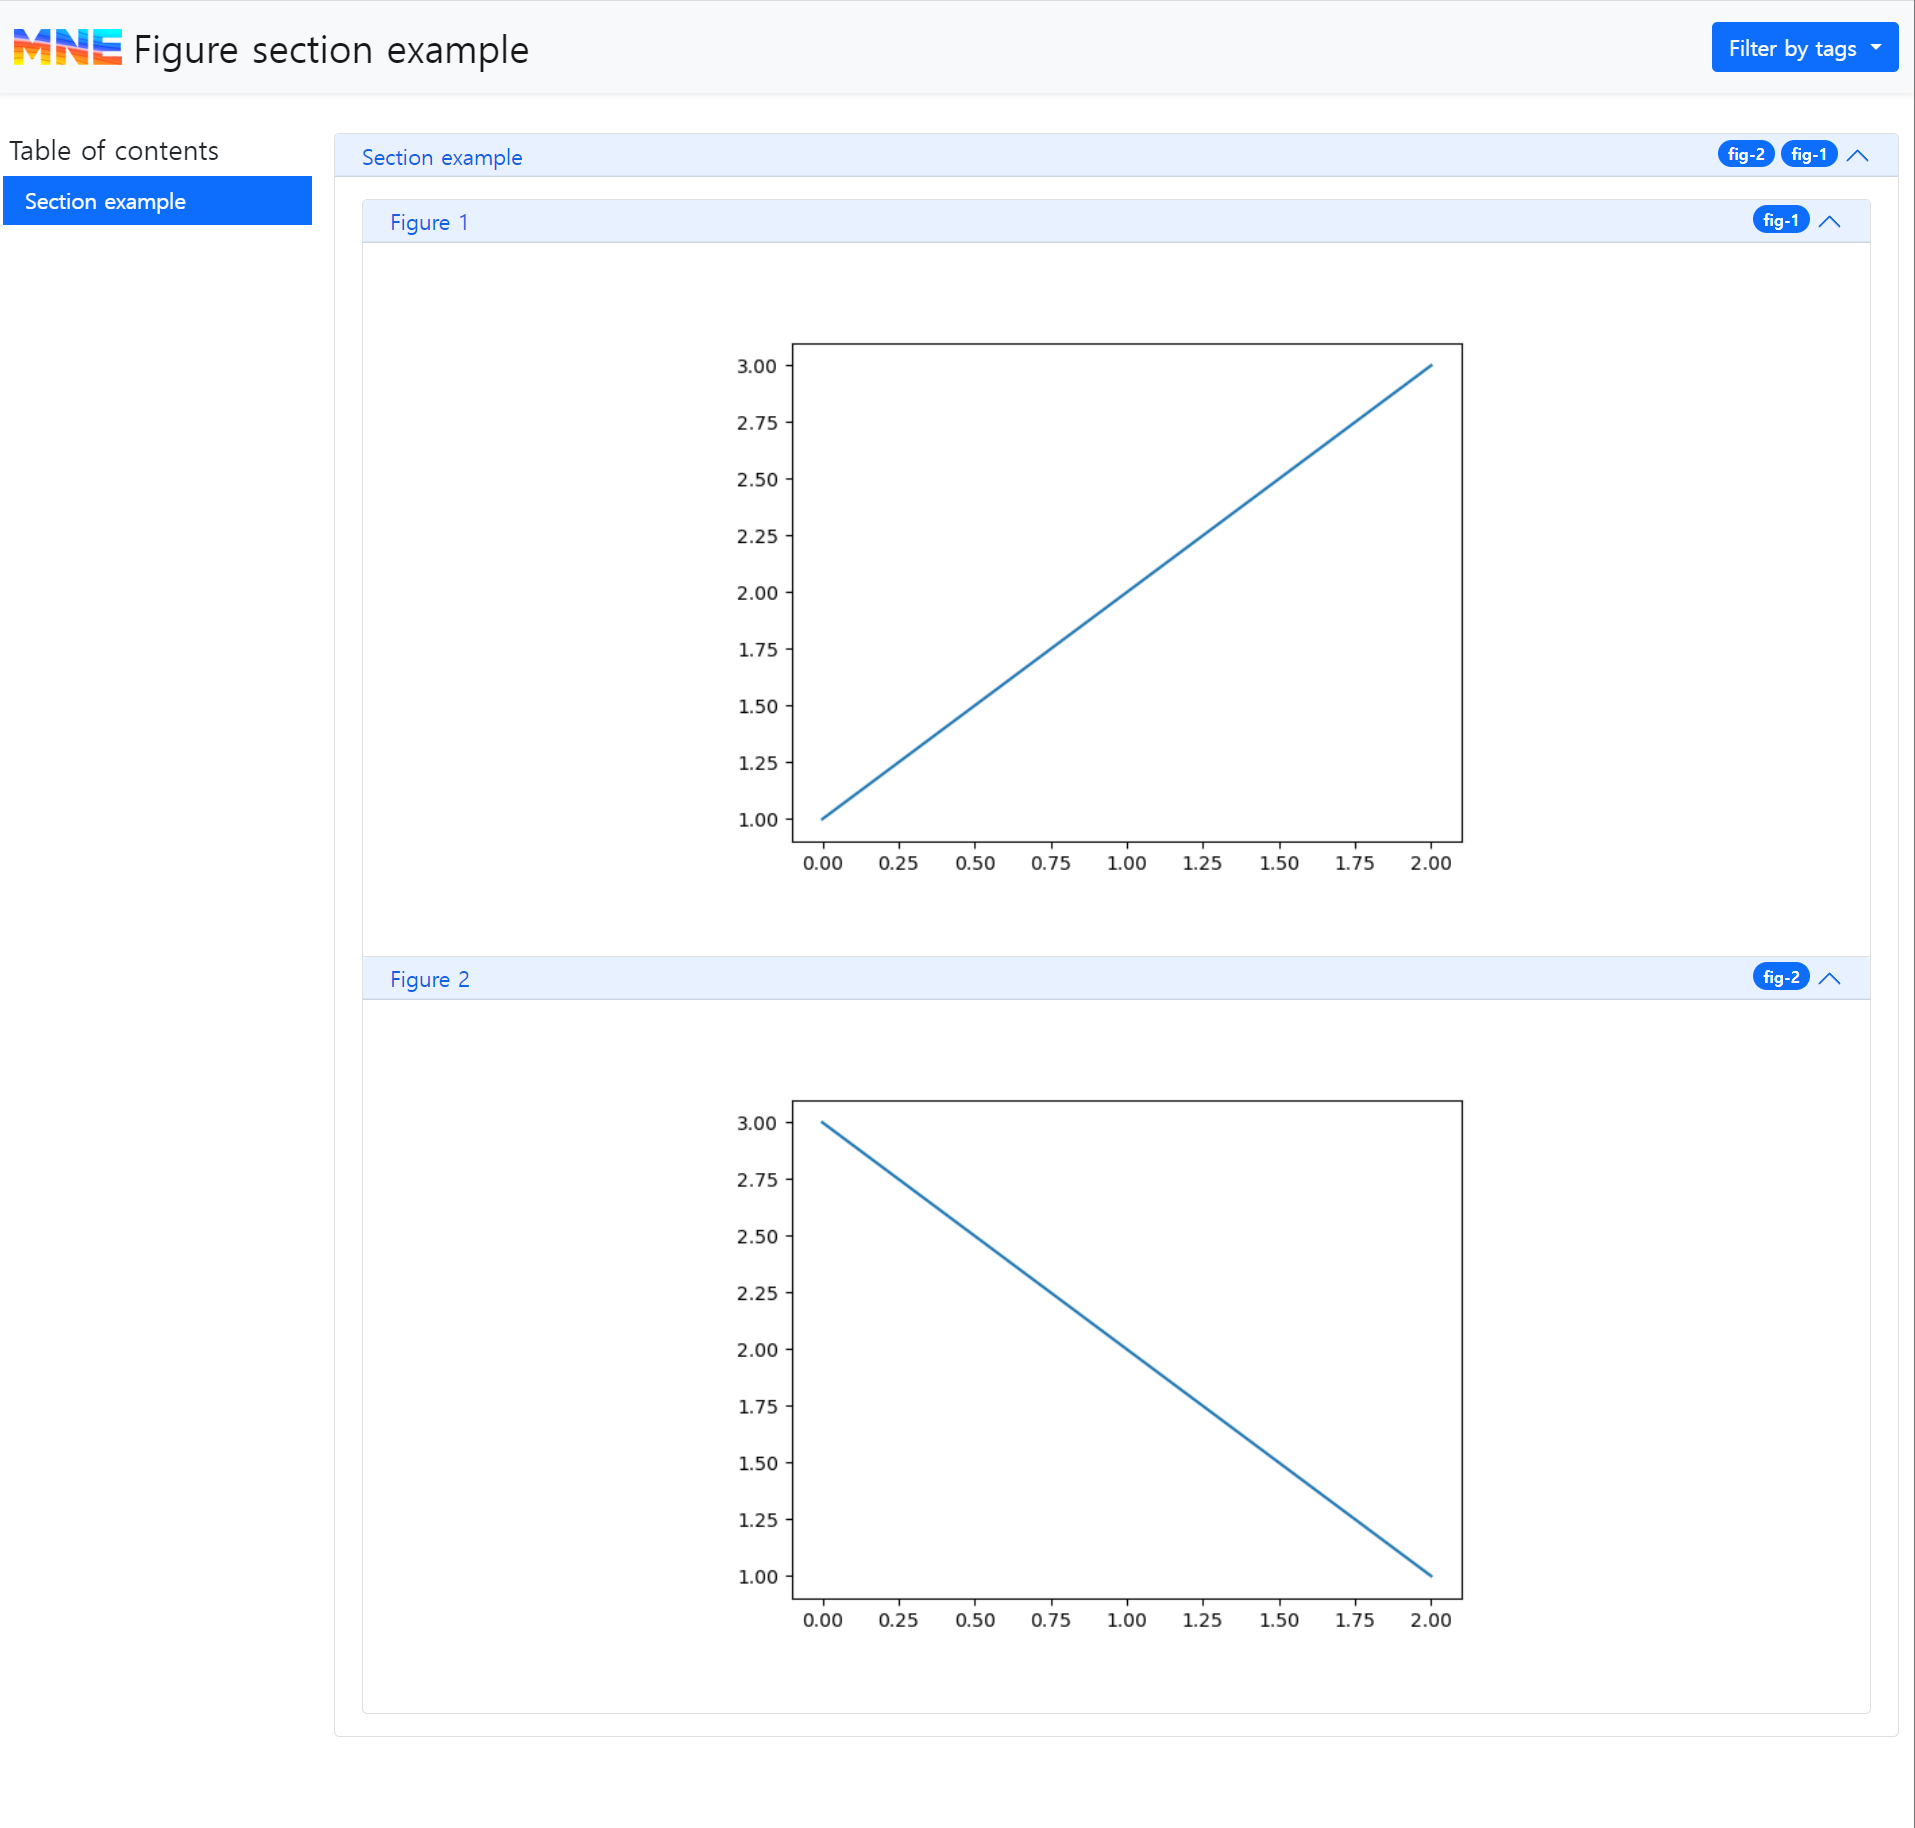 MNE Figure section example
Filter by tags
Table of contents
Section example
Section example
fig-2 fig-1
Figure 1
fig-1
3.00
2.75
2.50
2.25
2.00
1.75
1.50
1.25
1.00
0.00 0.25 0.50 0.75 1.00 1.25 1.50 1.75 2.00
Figure 2
fig-2
3.00
2.75
2.50
2.25
2.00
1.75
1.50
1.25
1.00
0.00 0.25 0.50 0.75 1.00 1.25 1.50 1.75 2.00